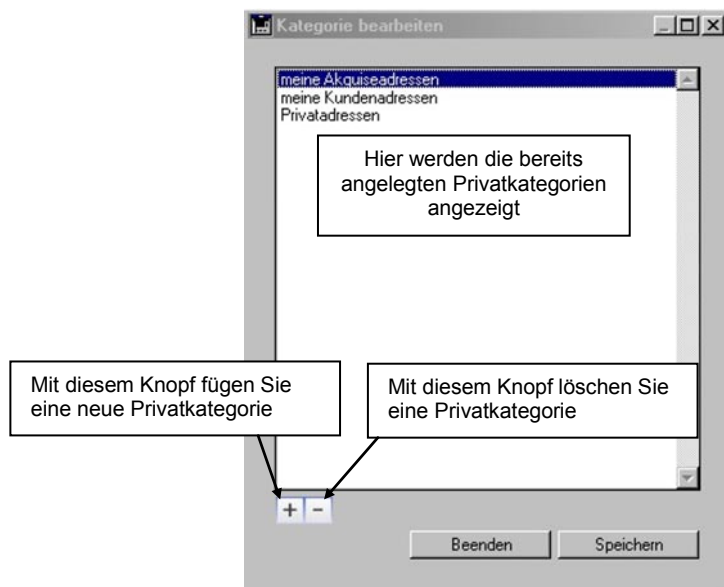 Kategorie bearbeiten
meine Akquiseadressen
meine Kundenadressen
Privatadressen
Hier werden die bereits
angelegten Privatkategorien
angezeigt
Mit diesem Knopf fügen Sie
eine neue Privatkategorie
Mit diesem Knopf löschen Sie
eine Privatkategorie
+ -
Beenden Speichern